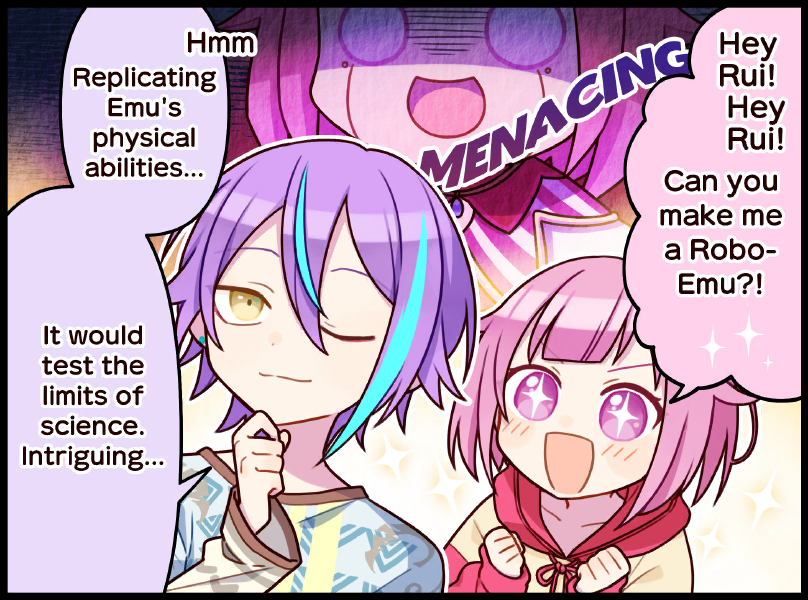 Hey
Rui!
Hey
Rui!
Can you
make me
a Robo-
Emu?!
MENACING
Hmm
Replicating
Emu's
physical
abilities...
It would
test the
limits of
science.
Intriguing...